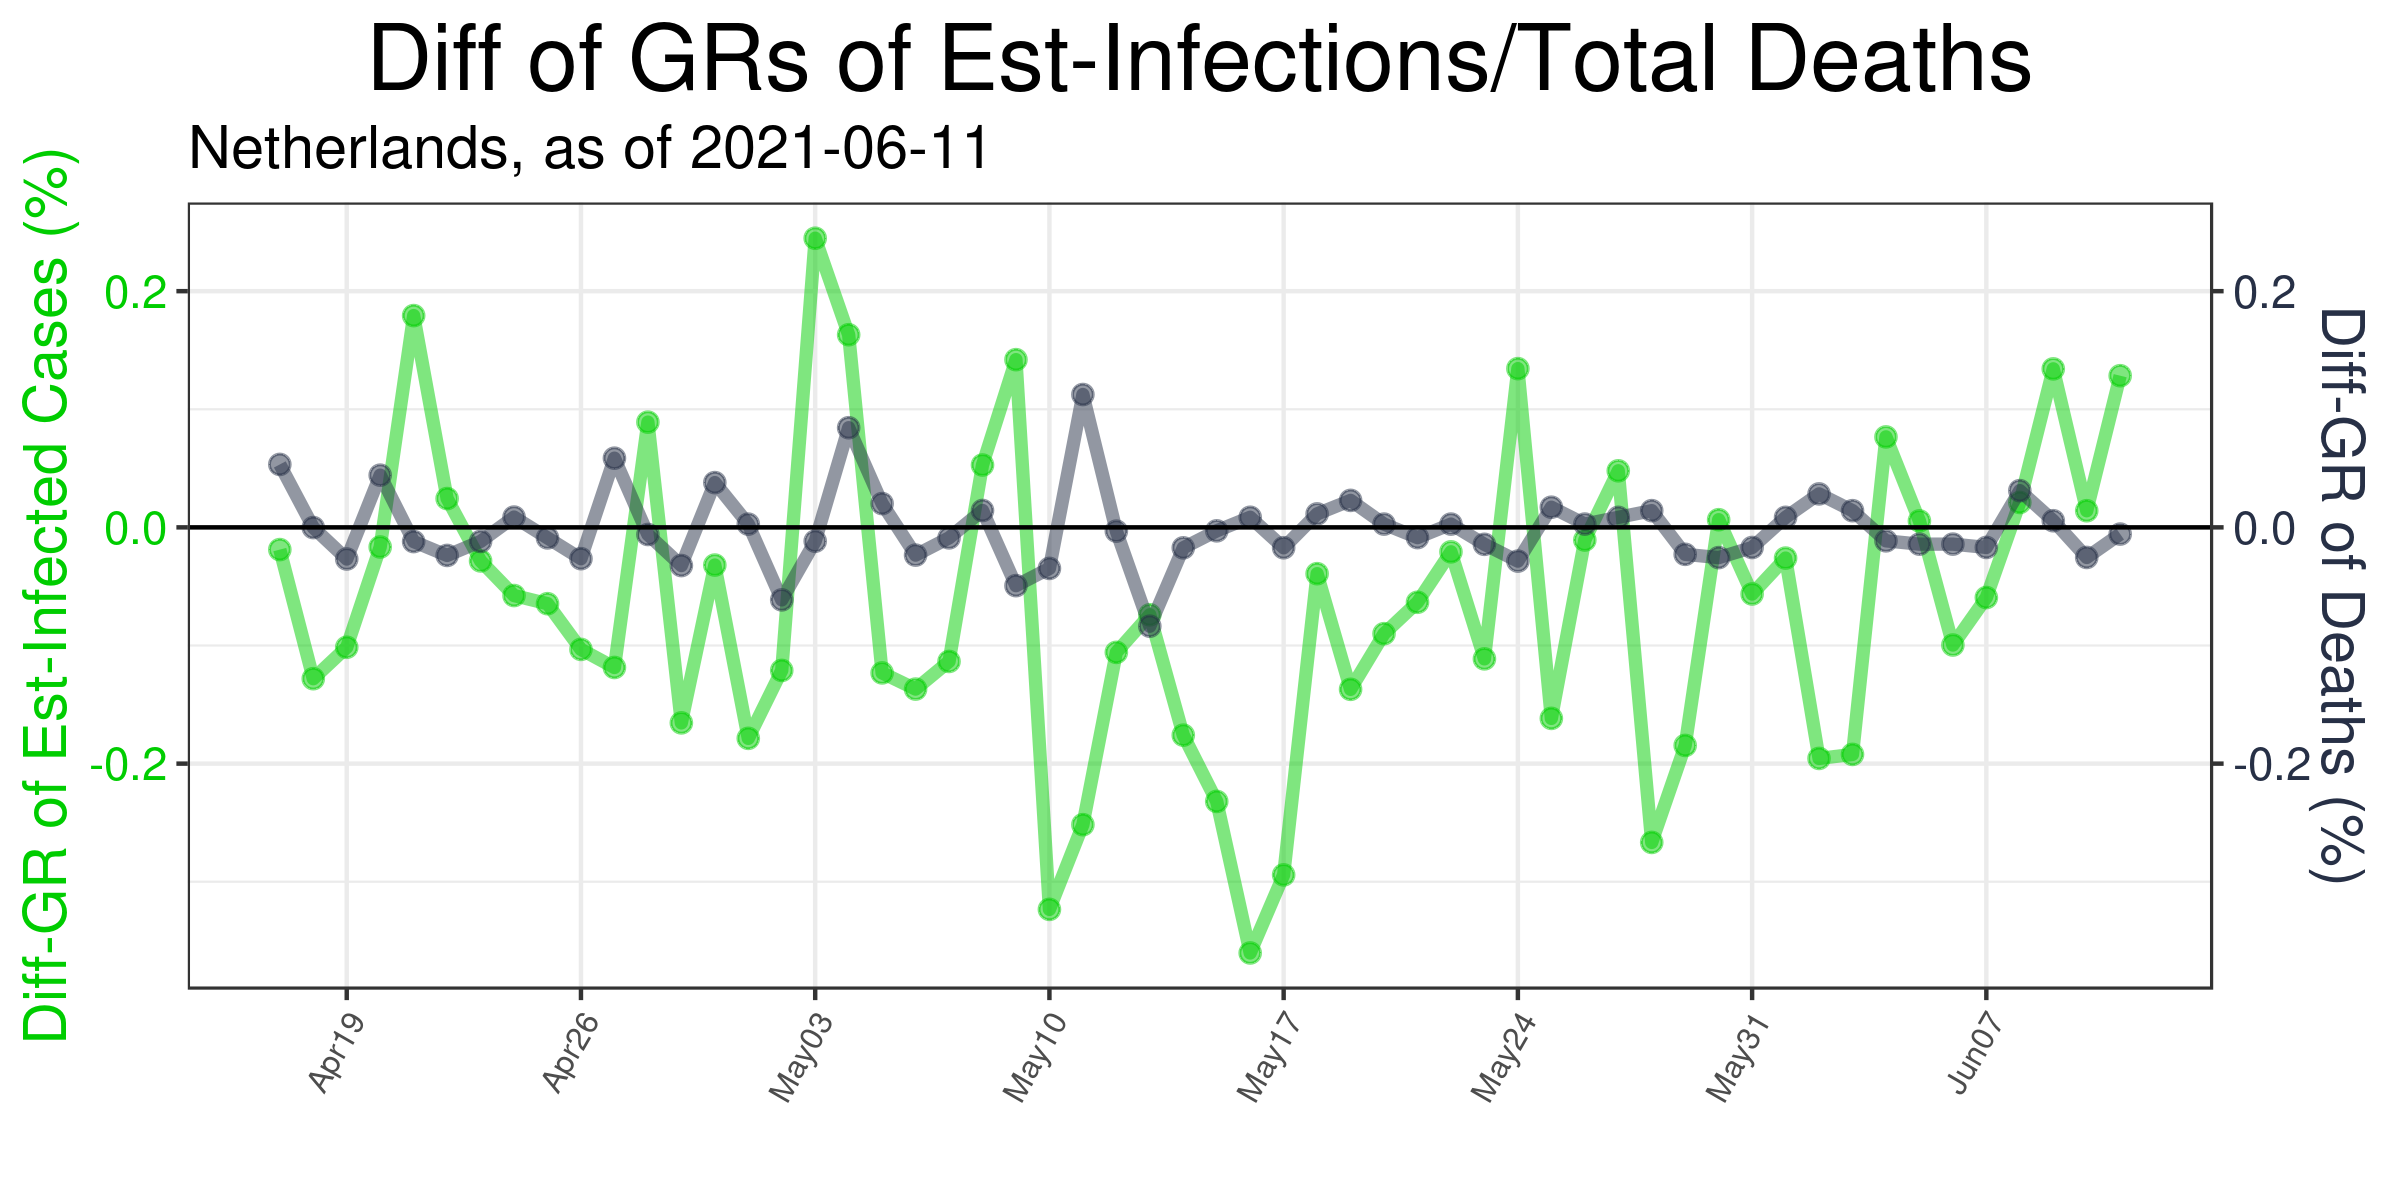 Diff of GRs of Est-Infections/Total Deaths
Netherlands, as of 2021-06-11
Diff-GR of Est-Infected Cases (%)
0.2
0.0
-0.2
0.2
0.0
-0.2
Diff-GR of Deaths (%)
Apr19
Apr26
May03
May10
May17
May24
May31
Jun07